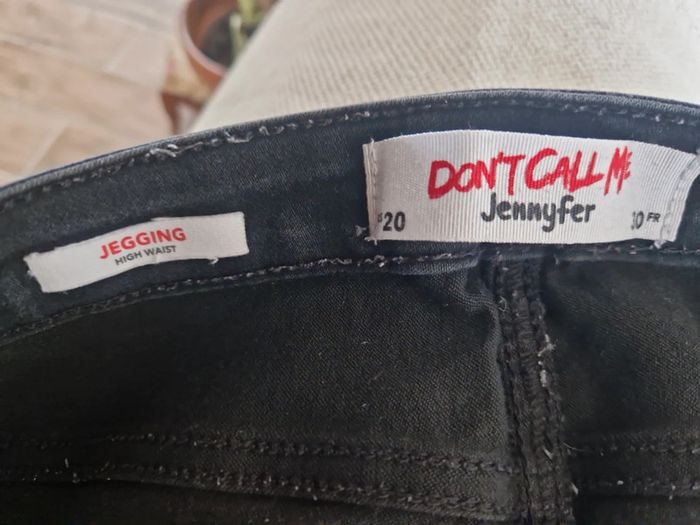 JEGGING
HIGH WAIST
DON'T CALL ME
Jennyfer
20
FR